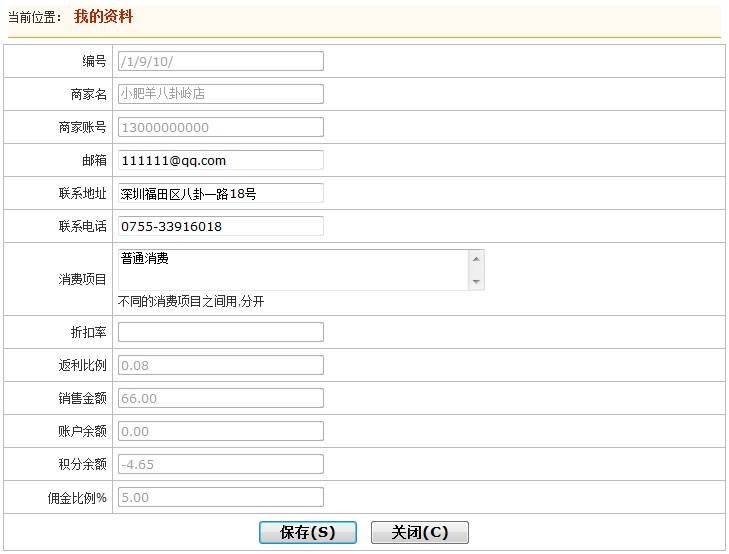 当前位置： 我的资料
编号 /1/9/10/
商家名 小肥羊八卦岭店
商家账号 13000000000
邮箱 111111@qq.com
联系地址 深圳福田区八卦一路18号
联系电话 0755-33916018
消费项目 普通消费
不同的消费项目之间用,分开
折扣率
返利比例 0.08
销售金额 66.00
账户余额 0.00
积分余额 -4.65
佣金比例% 5.00
保存(S) 关闭(C)